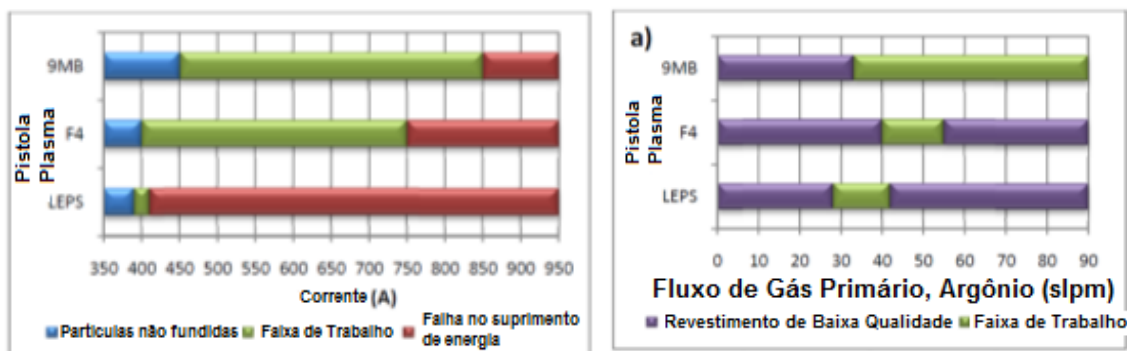 Pistola
Plasma
9MB
F4
LEPS
350 400 450 500 550 600 650 700 750 800 850 900 950
Corrente (A)
Particulas não fundidas
Faixa de Trabalho
Falha no suprimento
de energia
a)
Pistola
Plasma
9MB
F4
LEPS
0 10 20 30 40 50 60 70 80 90
Fluxo de Gás Primário, Argônio (slpm)
Revestimento de Baixa Qualidade
Faixa de Trabalho